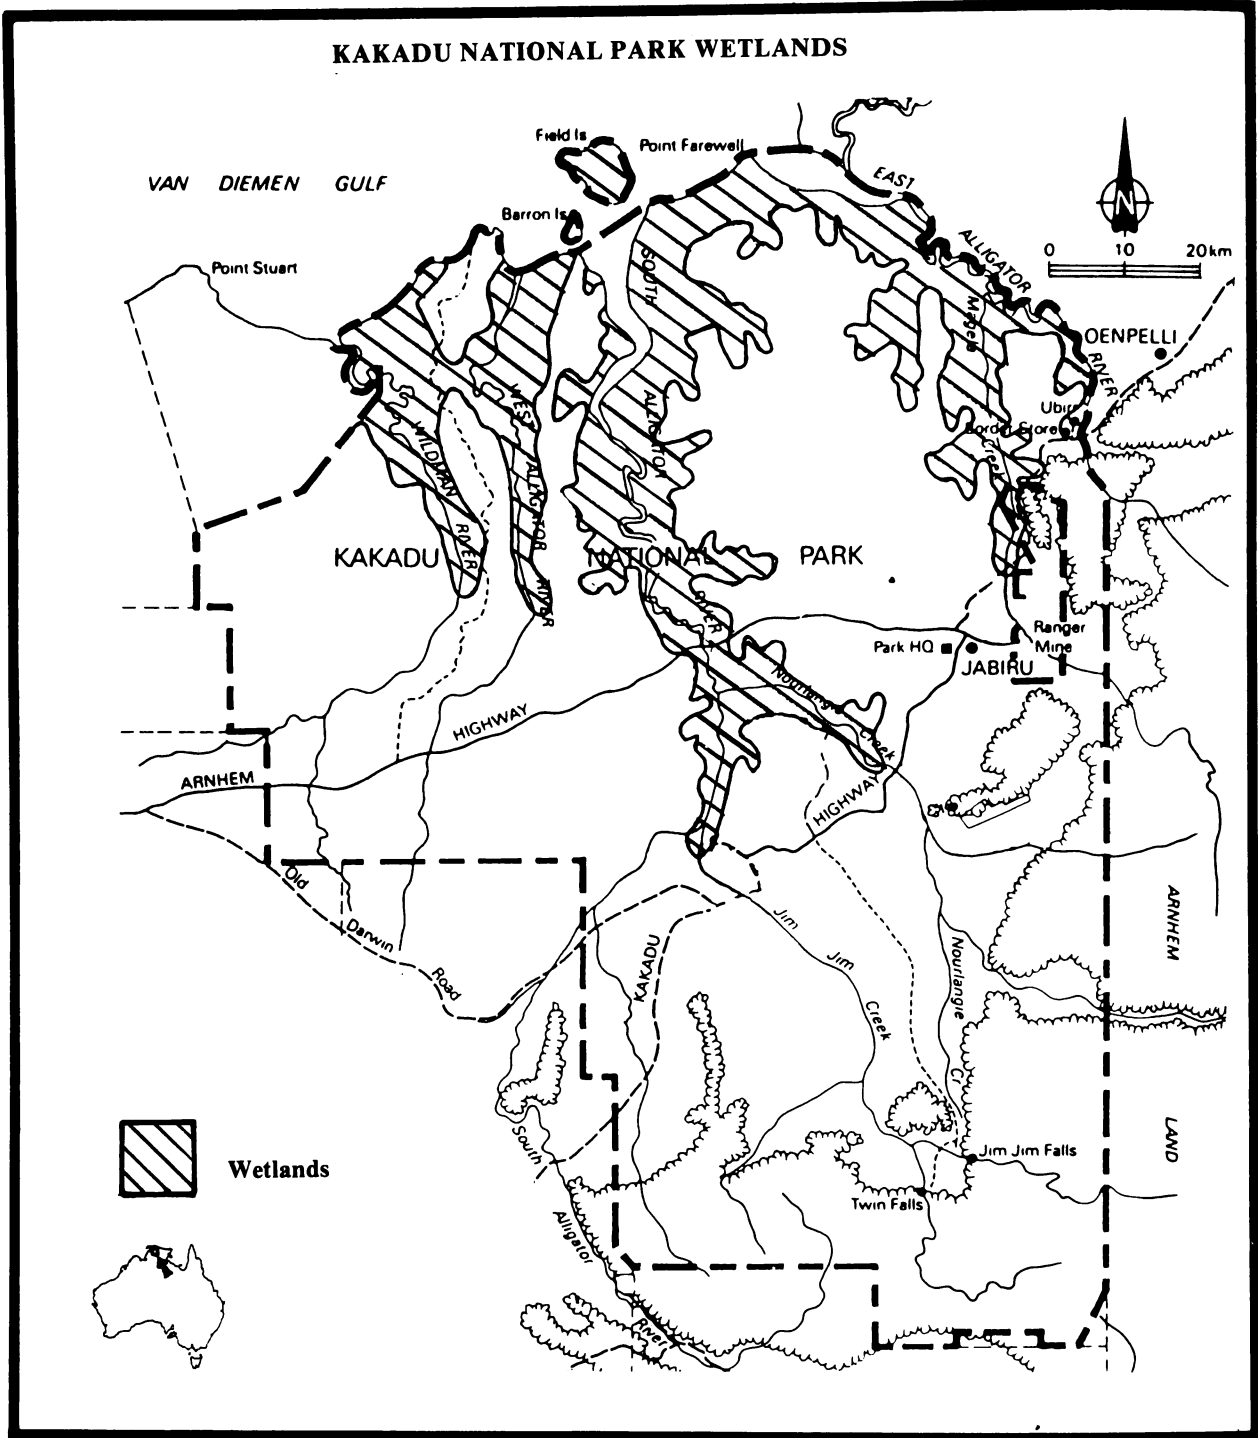 KAKADU NATIONAL PARK WETLANDS
Field Is
Point Farewell
VAN DIEMEN GULF
EAST
N
Barron Is
ALLIGATOR
0 10 20 km
Point Stuart
SOUTH
Magela
OENPELLI
RIVER
WEST
ALLIGATOR
Ubirr
Border Store
WILDMAN
Creek
ALLIGATOR
RIVER
KAKADU NATIONAL PARK
RIVER
RIVER
Ranger
Mine
Park HQ
JABIRU
Nourlangie
Creek
HIGHWAY
ARNHEM
HIGHWAY
Old
Darwin
Road
Jim
Jim
Creek
KAKADU
Nourlangie
Cr
ARNHEM
LAND
South
Wetlands
Jim Jim Falls
Twin Falls
Alligator
River